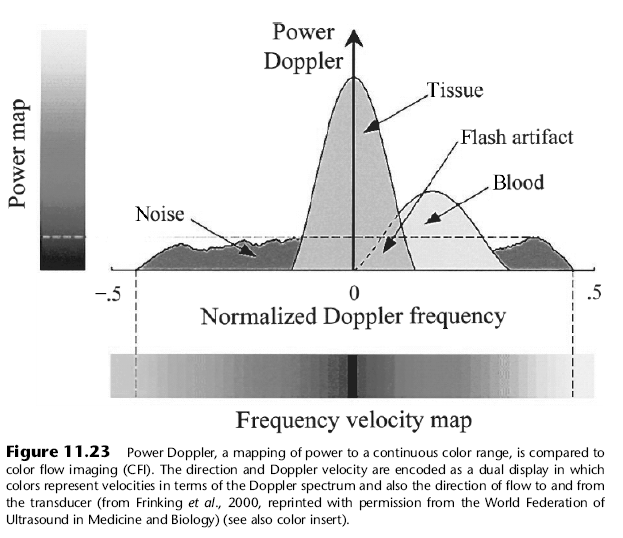 Power
Doppler
Tissue
Flash artifact
Blood
Noise
Power map
–.5
0
.5
Normalized Doppler frequency
Frequency velocity map
Figure 11.23 Power Doppler, a mapping of power to a continuous color range, is compared to
color flow imaging (CFI). The direction and Doppler velocity are encoded as a dual display in which
colors represent velocities in terms of the Doppler spectrum and also the direction of flow to and from
the transducer (from Frinking et al., 2000, reprinted with permission from the World Federation of
Ultrasound in Medicine and Biology) (see also color insert).